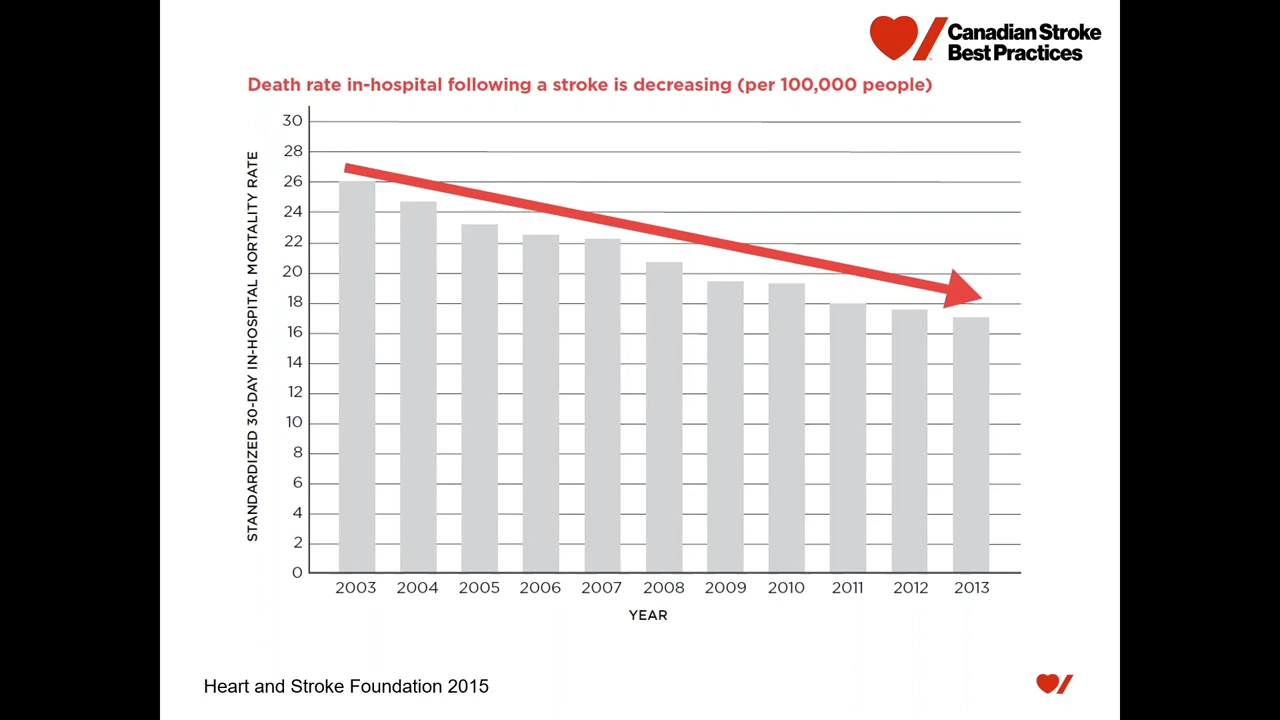 Canadian Stroke
Best Practices
Death rate in-hospital following a stroke is decreasing (per 100,000 people)
STANDARDIZED 30-DAY IN-HOSPITAL MORTALITY RATE
30
28
26
24
22
20
18
16
14
12
10
8
6
4
2
0
2003 2004 2005 2006 2007 2008 2009 2010 2011 2012 2013
YEAR
Heart and Stroke Foundation 2015